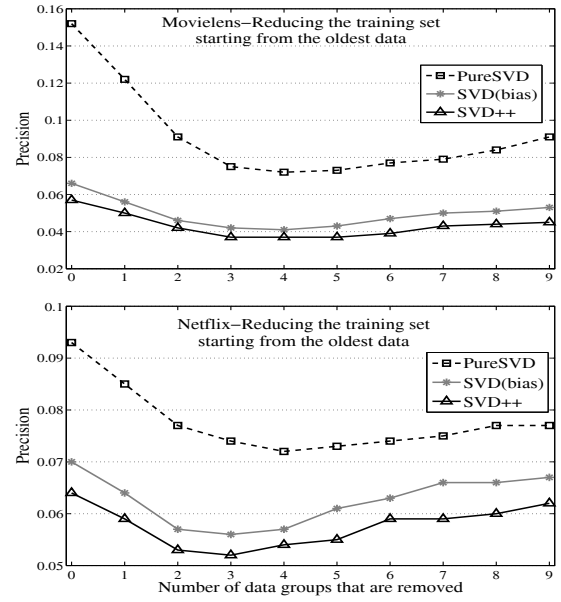 Movielens–Reducing the training set
starting from the oldest data
0.16
0.14
0.12
0.1
0.08
0.06
0.04
0.02
Precision
PureSVD
SVD(bias)
SVD++
0 1 2 3 4 5 6 7 8 9
Netflix–Reducing the training set
starting from the oldest data
0.1
0.09
0.08
0.07
0.06
0.05
Precision
PureSVD
SVD(bias)
SVD++
0 1 2 3 4 5 6 7 8 9
Number of data groups that are removed